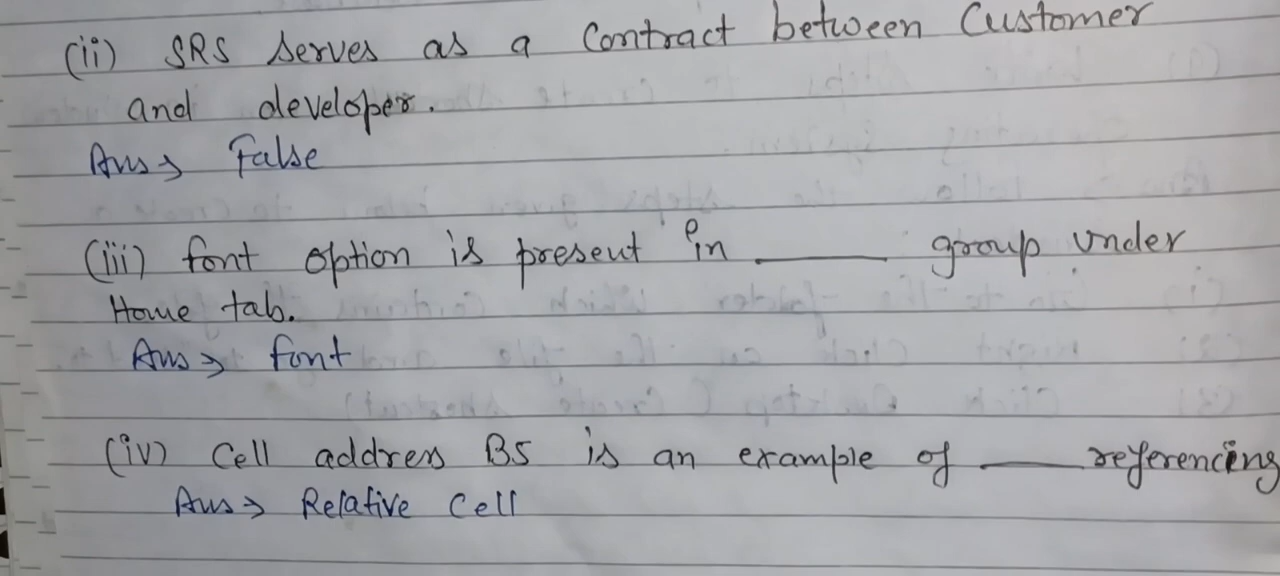 (ii) SRS serves as a Contract between Customer
and developer.
Ans → False
(iii) font option is present in ______ group under
Home tab.
Ans → font
(iv) Cell address B5 is an example of ____ referencing
Ans → Relative Cell